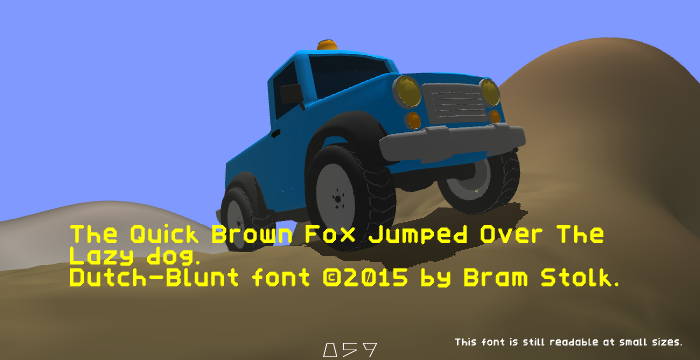 The Quick Brown Fox Jumped Over The
Lazy dog.
Dutch-Blunt font ©2015 by Bram Stolk.
This font is still readable at small sizes.
059